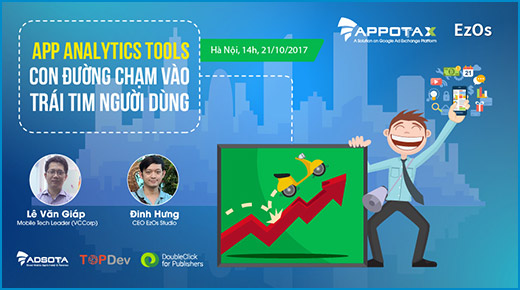 APP ANALYTICS TOOLS
CON ĐƯỜNG CHẠM VÀO
TRÁI TIM NGƯỜI DÙNG
Hà Nội, 14h, 21/10/2017
APPOTAX
A Solution on Google Ad Exchange Platform
EzOs
Lê Văn Giáp
Mobile Tech Leader (VCCorp)
Đinh Hưng
CEO EzOs Studio
ADSOTA
TOPDev
DoubleClick
for Publishers